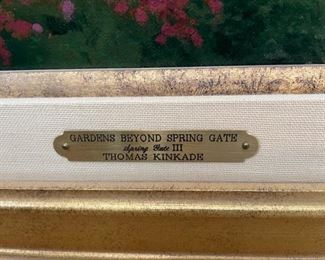 GARDENS BEYOND SPRING GATE
Spring Gate III
THOMAS KINKADE